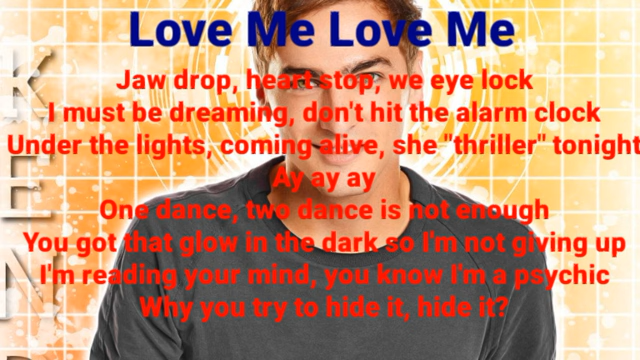 Love Me Love Me
Jaw drop, heart stop, we eye lock
I must be dreaming, don't hit the alarm clock
Under the lights, coming alive, she "thriller" tonight
Ay ay ay
One dance, two dance is not enough
You got that glow in the dark so I'm not giving up
I'm reading your mind, you know I'm a psychic
Why you try to hide it, hide it?
K
E
N